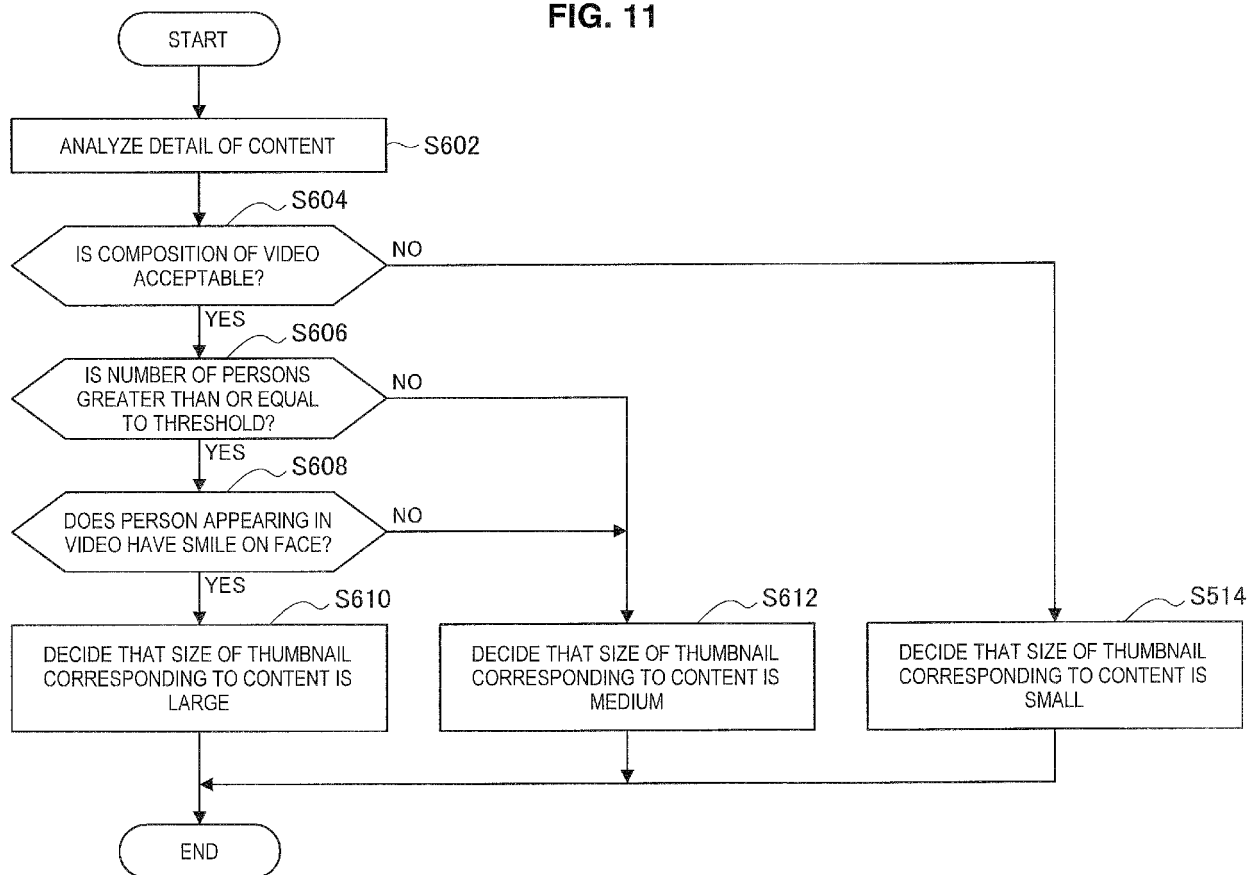 FIG. 11
START
ANALYZE DETAIL OF CONTENT
S602
S604
IS COMPOSITION OF VIDEO
ACCEPTABLE?
NO
YES
S606
IS NUMBER OF PERSONS
GREATER THAN OR EQUAL
TO THRESHOLD?
NO
YES
S608
DOES PERSON APPEARING IN
VIDEO HAVE SMILE ON FACE?
NO
YES
S610
DECIDE THAT SIZE OF THUMBNAIL
CORRESPONDING TO CONTENT IS
LARGE
S612
DECIDE THAT SIZE OF THUMBNAIL
CORRESPONDING TO CONTENT IS
MEDIUM
S514
DECIDE THAT SIZE OF THUMBNAIL
CORRESPONDING TO CONTENT IS
SMALL
END